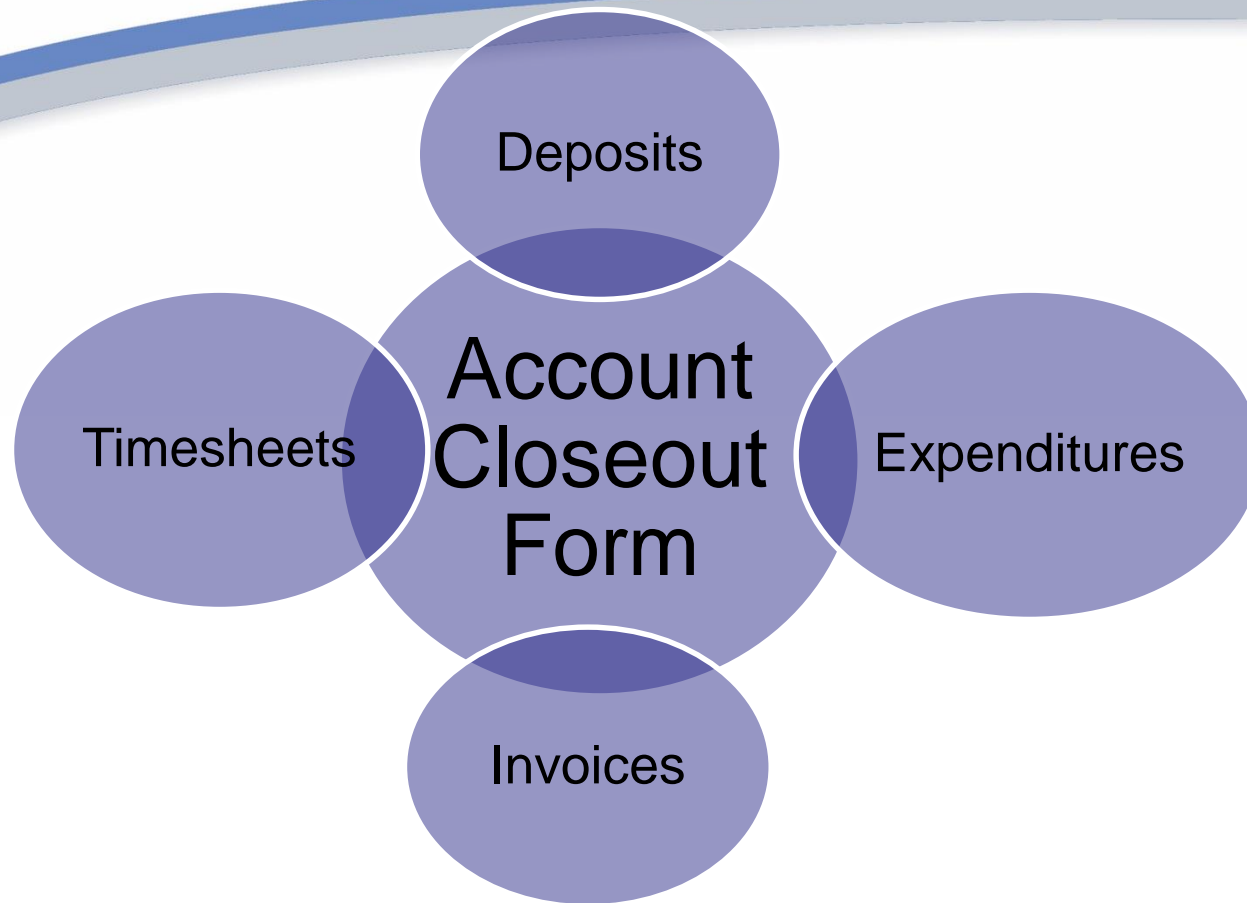 Deposits
Timesheets
Account
Closeout
Form
Expenditures
Invoices